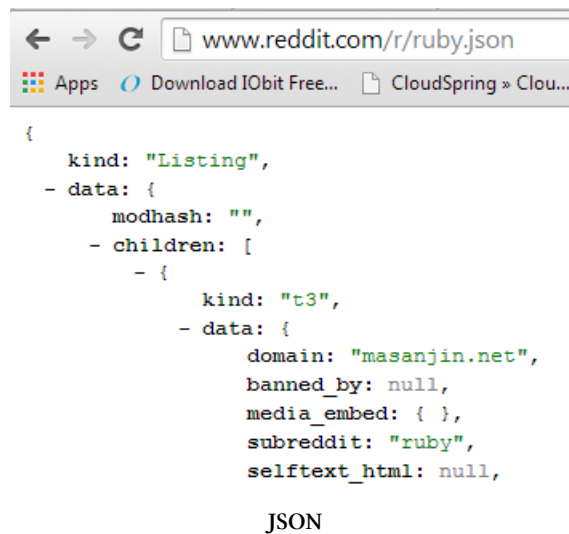 www.reddit.com/r/ruby.json
Apps Download IObit Free... CloudSpring » Clou...
{
kind: "Listing",
- data: {
modhash: "",
- children: [
- {
kind: "t3",
- data: {
domain: "masanjin.net",
banned_by: null,
media_embed: { },
subreddit: "ruby",
selftext_html: null,
JSON